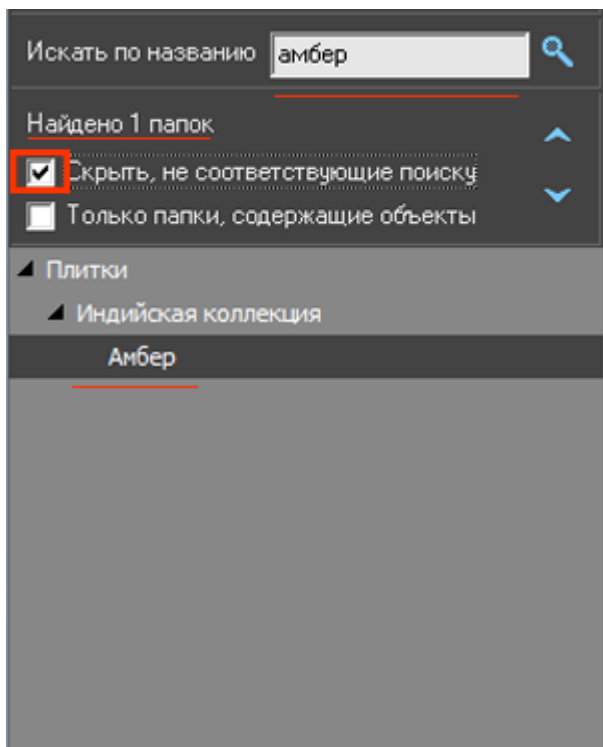 Искать по названию амбер
Найдено 1 папок
Скрыть, не соответствующие поиску
Только папки, содержащие объекты
Плитки
Индийская коллекция
Амбер